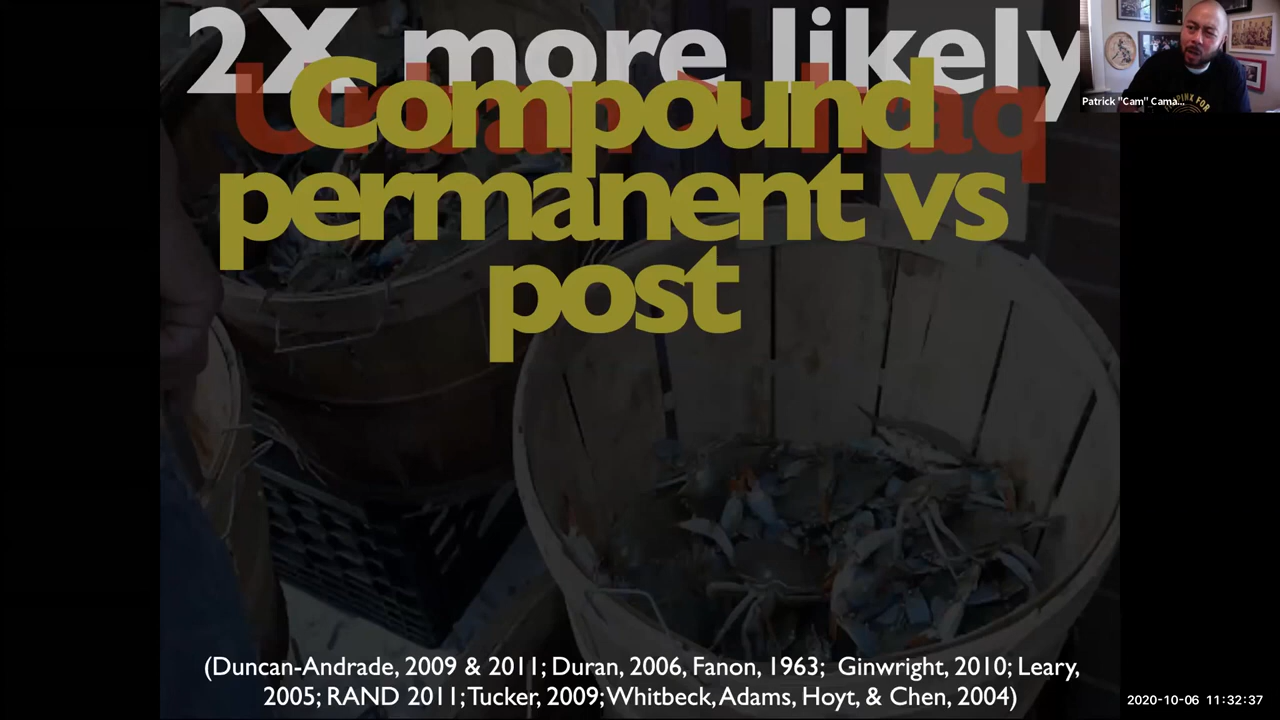 2X more likely
Compound
permanent vs
post
(Duncan-Andrade, 2009 & 2011; Duran, 2006, Fanon, 1963; Ginwright, 2010; Leary,
2005; RAND 2011; Tucker, 2009; Whitbeck, Adams, Hoyt, & Chen, 2004)
Patrick "Cam" Cama...
2020-10-06 11:32:37